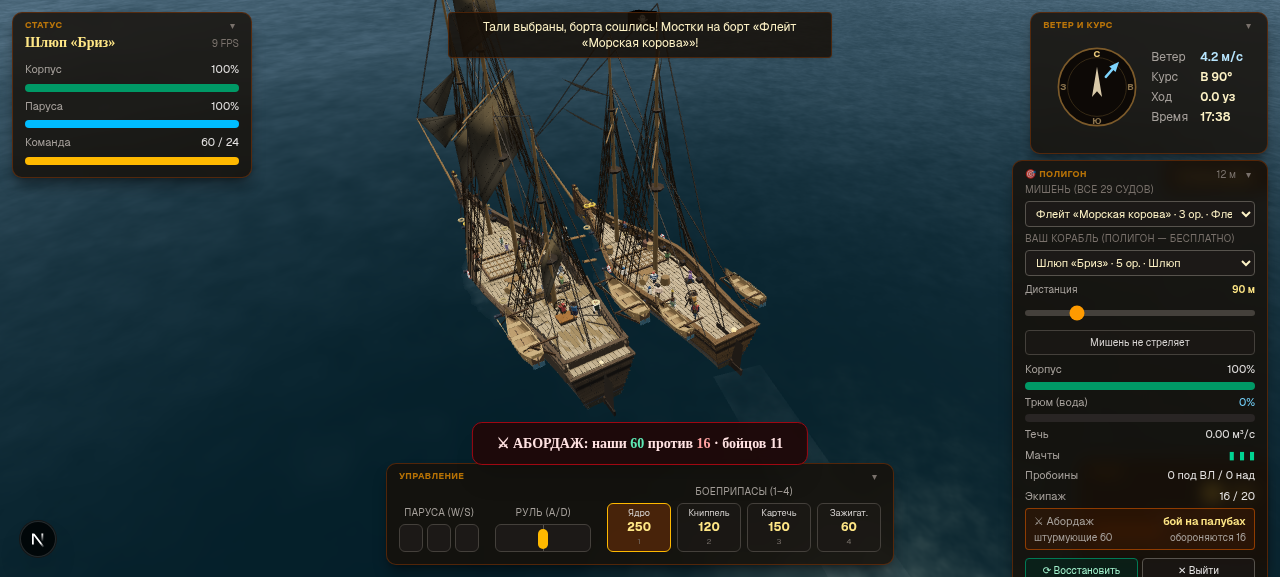 СТАТУС
Шлюп «Бриз»
9 FPS
Корпус
100%
Паруса
100%
Команда
60 / 24
Тали выбраны, борта сошлись! Мостки на борт «Флейт
«Морская корова»»!
ВЕТЕР И КУРС
С
В
Ю
З
Ветер
4.2 м/с
Курс
В 90°
Ход
0.0 уз
Время
17:38
🎯 ПОЛИГОН
12 м
МИШЕНЬ (ВСЕ 29 СУДОВ)
Флейт «Морская корова» · 3 ор. · Фле
ВАШ КОРАБЛЬ (ПОЛИГОН — БЕСПЛАТНО)
Шлюп «Бриз» · 5 ор. · Шлюп
Дистанция
90 м
Мишень не стреляет
Корпус
100%
Трюм (вода)
0%
Течь
0.00 м³/с
Мачты
Пробоины
0 под ВЛ / 0 над
Экипаж
16 / 20
⚔ Абордаж
бой на палубах
штурмующие 60
обороняются 16
⟳ Восстановить
✕ Выйти
⚔ АБОРДАЖ: наши 60 против 16 · бойцов 11
УПРАВЛЕНИЕ
ПАРУСА (W/S)
РУЛЬ (A/D)
БОЕПРИПАСЫ (1–4)
Ядро
250
1
Книппель
120
2
Картечь
150
3
Зажигат.
60
4
N